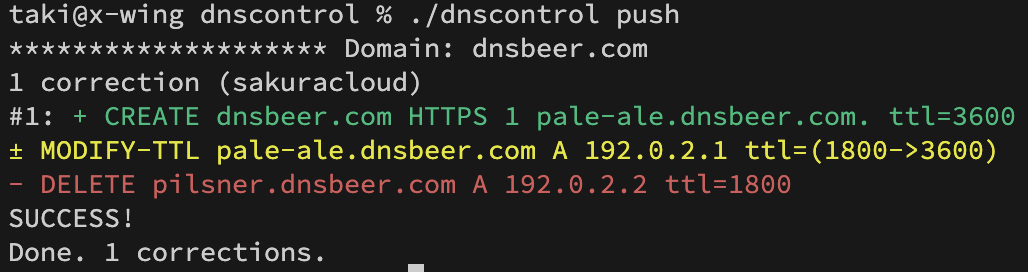 taki@x-wing dnscontrol % ./dnscontrol push
******************** Domain: dnsbeer.com
1 correction (sakuracloud)
#1: + CREATE dnsbeer.com HTTPS 1 pale-ale.dnsbeer.com. ttl=3600
± MODIFY-TTL pale-ale.dnsbeer.com A 192.0.2.1 ttl=(1800->3600)
- DELETE pilsner.dnsbeer.com A 192.0.2.2 ttl=1800
SUCCESS!
Done. 1 corrections.